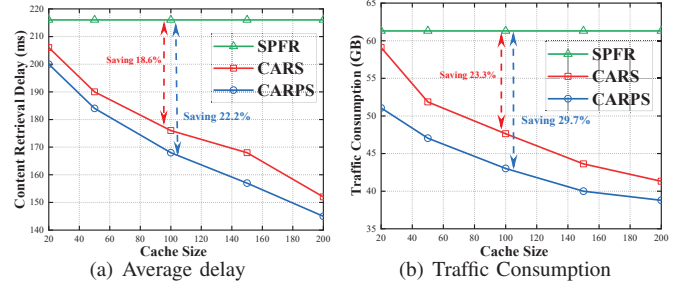 Content Retrieval Delay (ms)
220
210
200
190
180
170
160
150
140
20
40
60
80
100
120
140
160
180
200
Cache Size
SPFR
CARS
CARPS
Saving 18.6%
Saving 22.2%
(a) Average delay
Traffic Consumption (GB)
65
60
55
50
45
40
35
20
40
60
80
100
120
140
160
180
200
Cache Size
SPFR
CARS
CARPS
Saving 23.3%
Saving 29.7%
(b) Traffic Consumption